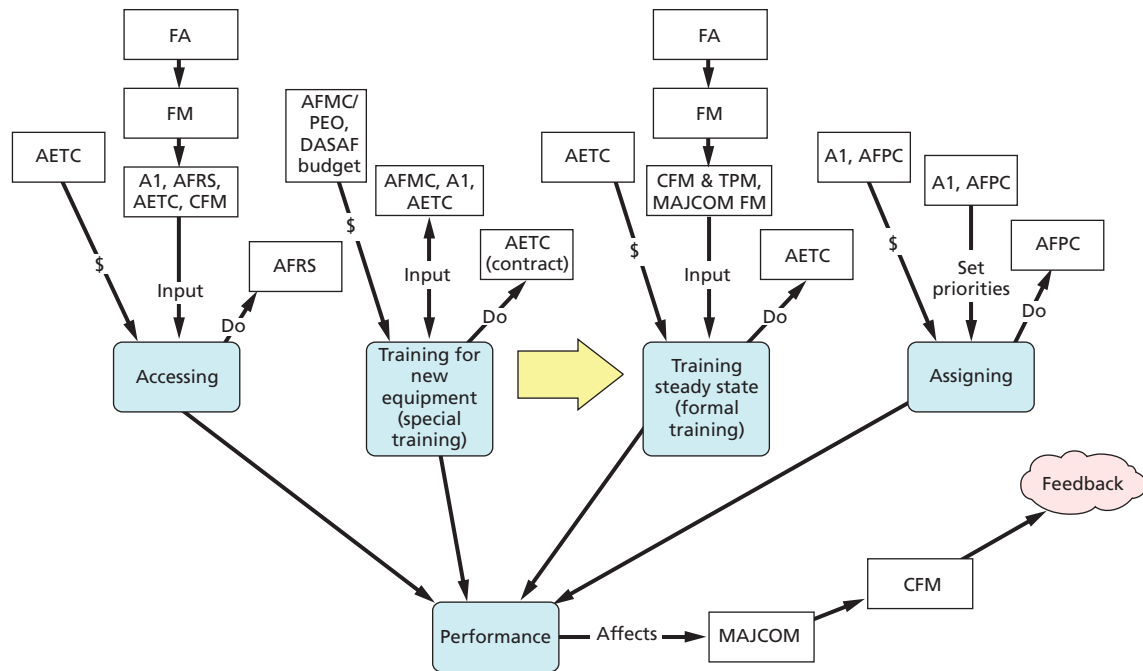 FA
FM
AETC
A1, AFRS,
AETC, CFM
$
Input
Do
AFRS
Accessing
AFMC/
PEO,
DASAF
budget
AFMC, A1,
AETC
$
Input
Do
AETC
(contract)
Training for
new
equipment
(special
training)
FA
FM
AETC
CFM & TPM,
MAJCOM FM
$
Input
Do
AETC
Training
steady state
(formal
training)
A1, AFPC
A1, AFPC
AFPC
$
Set
priorities
Do
Assigning
Performance
Affects
MAJCOM
CFM
Feedback